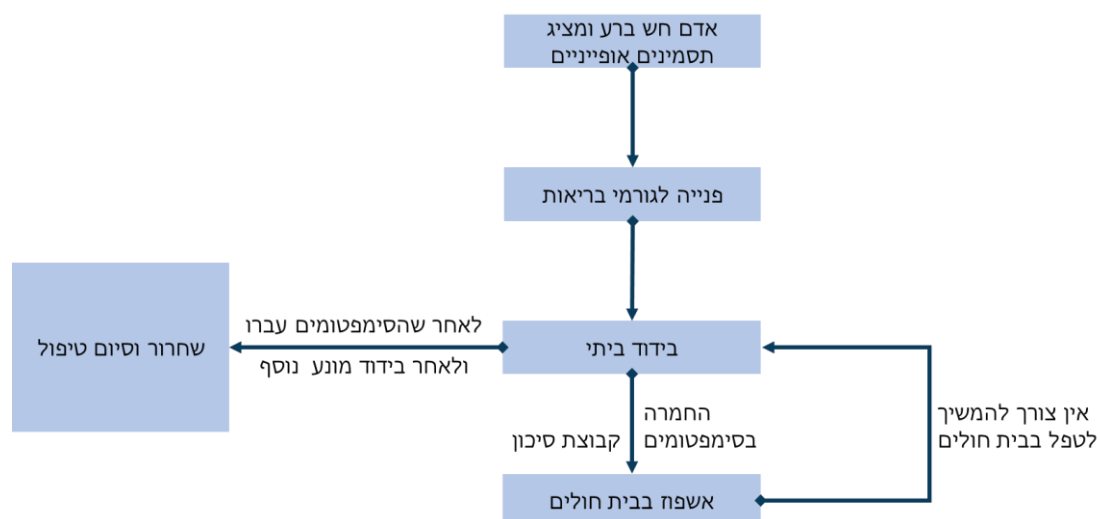 אדם חש ברע ומציג
תסמינים אופייניים
פנייה לגורמי בריאות
בידוד ביתי
לאחר שהסימפטומים עברו
ולאחר בידוד מונע נוסף
שחרור וסיום טיפול
החמרה
בסימפטומים
קבוצת סיכון
אין צורך להמשיך
לטפל בבית חולים
אשפוז בבית חולים